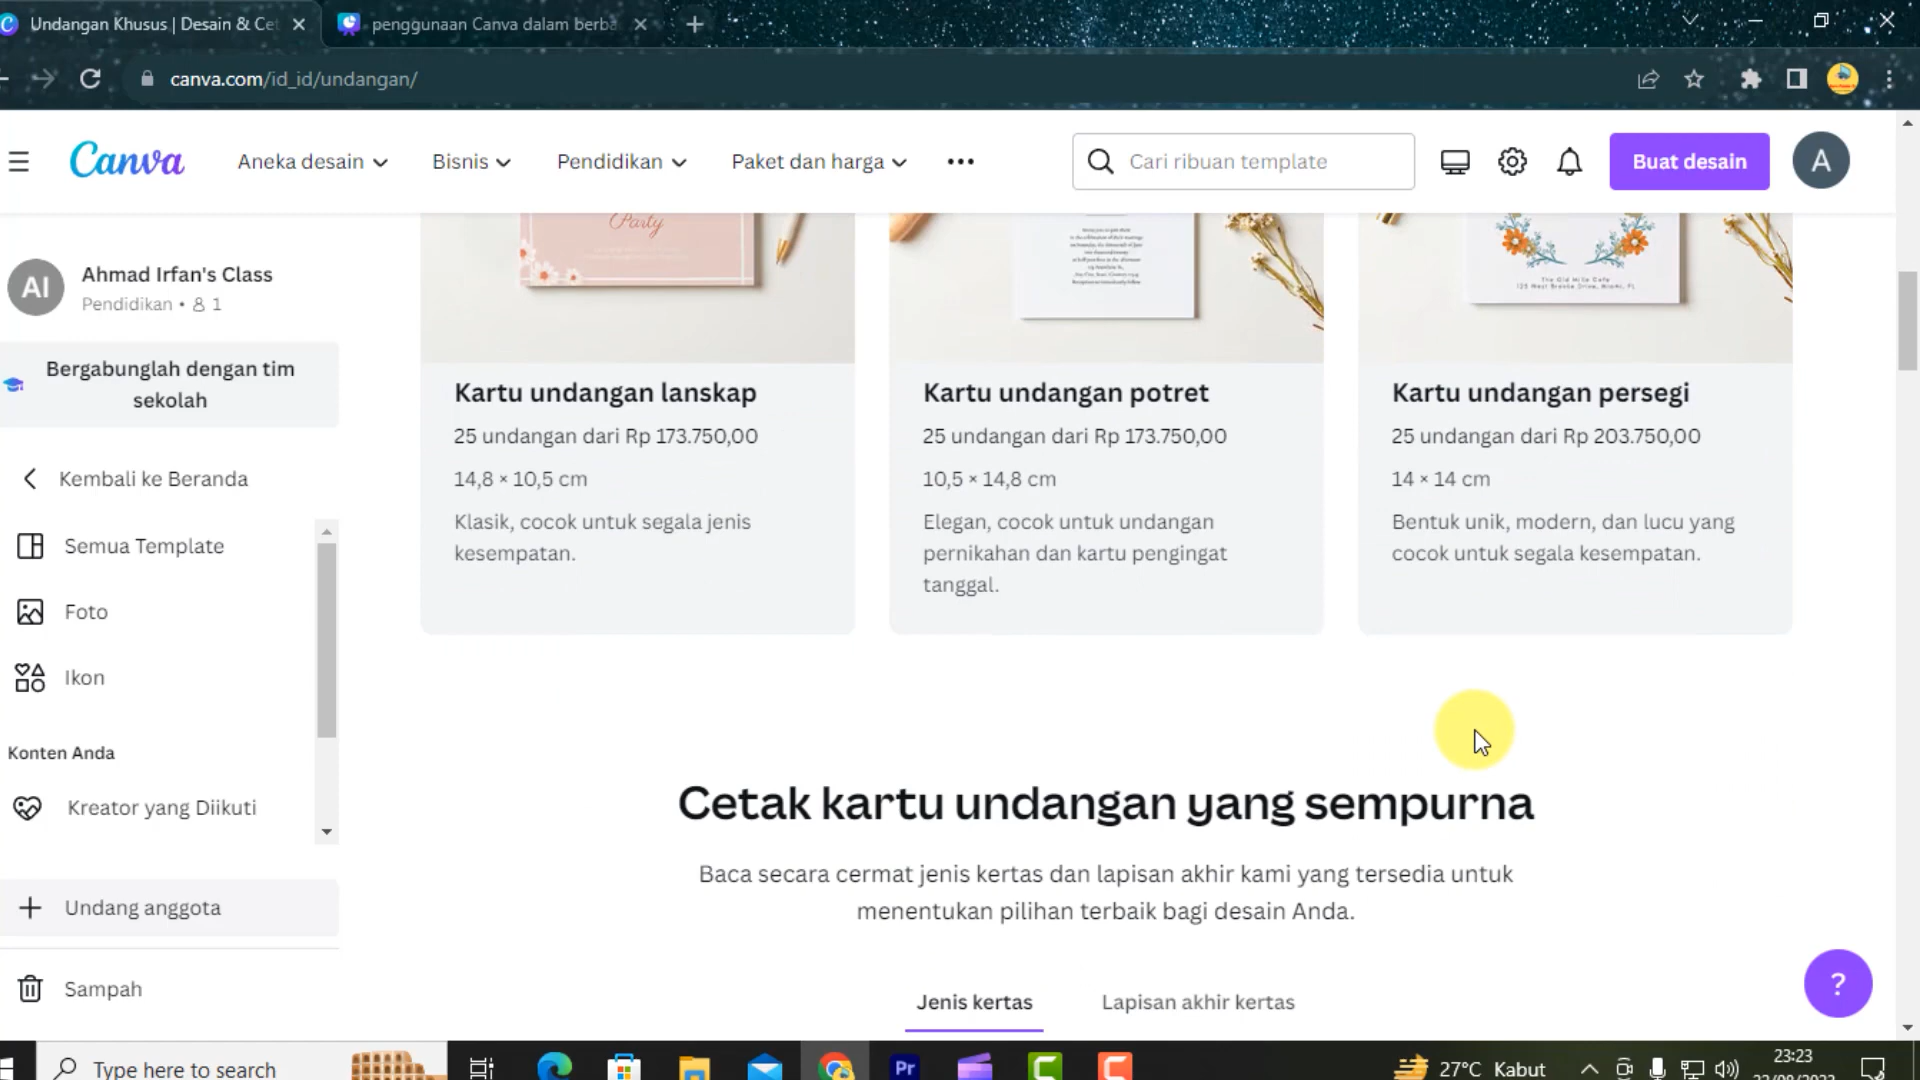 Undangan Khusus | Desain & Cet
penggunaan Canva dalam berba
canva.com/id_id/undangan/
Canva
Aneka desain
Bisnis
Pendidikan
Paket dan harga
Cari ribuan template
Buat desain
A
AI
Ahmad Irfan's Class
Pendidikan • 1
Bergabunglah dengan tim
sekolah
Kembali ke Beranda
Semua Template
Foto
Ikon
Konten Anda
Kreator yang Diikuti
Undang anggota
Sampah
Party
The Old Mile Cafe
Kartu undangan lanskap
25 undangan dari Rp 173.750,00
14,8 × 10,5 cm
Klasik, cocok untuk segala jenis
kesempatan.
Kartu undangan potret
25 undangan dari Rp 173.750,00
10,5 × 14,8 cm
Elegan, cocok untuk undangan
pernikahan dan kartu pengingat
tanggal.
Kartu undangan persegi
25 undangan dari Rp 203.750,00
14 × 14 cm
Bentuk unik, modern, dan lucu yang
cocok untuk segala kesempatan.
Cetak kartu undangan yang sempurna
Baca secara cermat jenis kertas dan lapisan akhir kami yang tersedia untuk
menentukan pilihan terbaik bagi desain Anda.
Jenis kertas
Lapisan akhir kertas
?
Type here to search
Pr
27°C Kabut
23:23